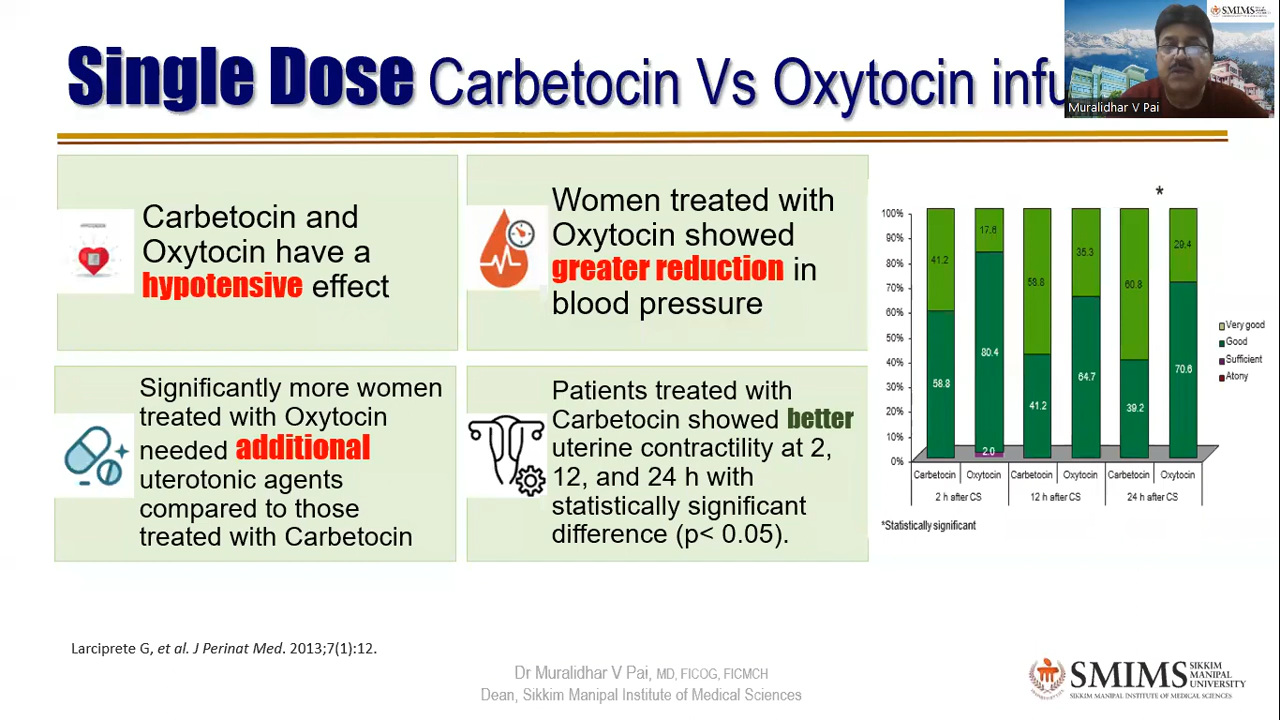 Single Dose Carbetocin Vs Oxytocin infu
SMIMS
Muralidhar V Pai
Carbetocin and
Oxytocin have a
hypotensive effect
Women treated with
Oxytocin showed
greater reduction in
blood pressure
Significantly more women
treated with Oxytocin
needed additional
uterotonic agents
compared to those
treated with Carbetocin
Patients treated with
Carbetocin showed better
uterine contractility at 2,
12, and 24 h with
statistically significant
difference (p< 0.05).
*
100%
90%
80%
70%
60%
50%
40%
30%
20%
10%
0%
41.2
58.8
17.6
80.4
2.0
58.8
41.2
35.3
64.7
60.8
39.2
29.4
70.6
Carbetocin Oxytocin Carbetocin Oxytocin Carbetocin Oxytocin
2 h after CS 12 h after CS 24 h after CS
Very good
Good
Sufficient
Atony
*Statistically significant
Larciprete G, et al. J Perinat Med. 2013;7(1):12.
Dr Muralidhar V Pai, MD, FICOG, FICMCH
Dean, Sikkim Manipal Institute of Medical Sciences
SMIMS SIKKIM
MANIPAL
UNIVERSITY
SIKKIM MANIPAL INSTITUTE OF MEDICAL SCIENCES